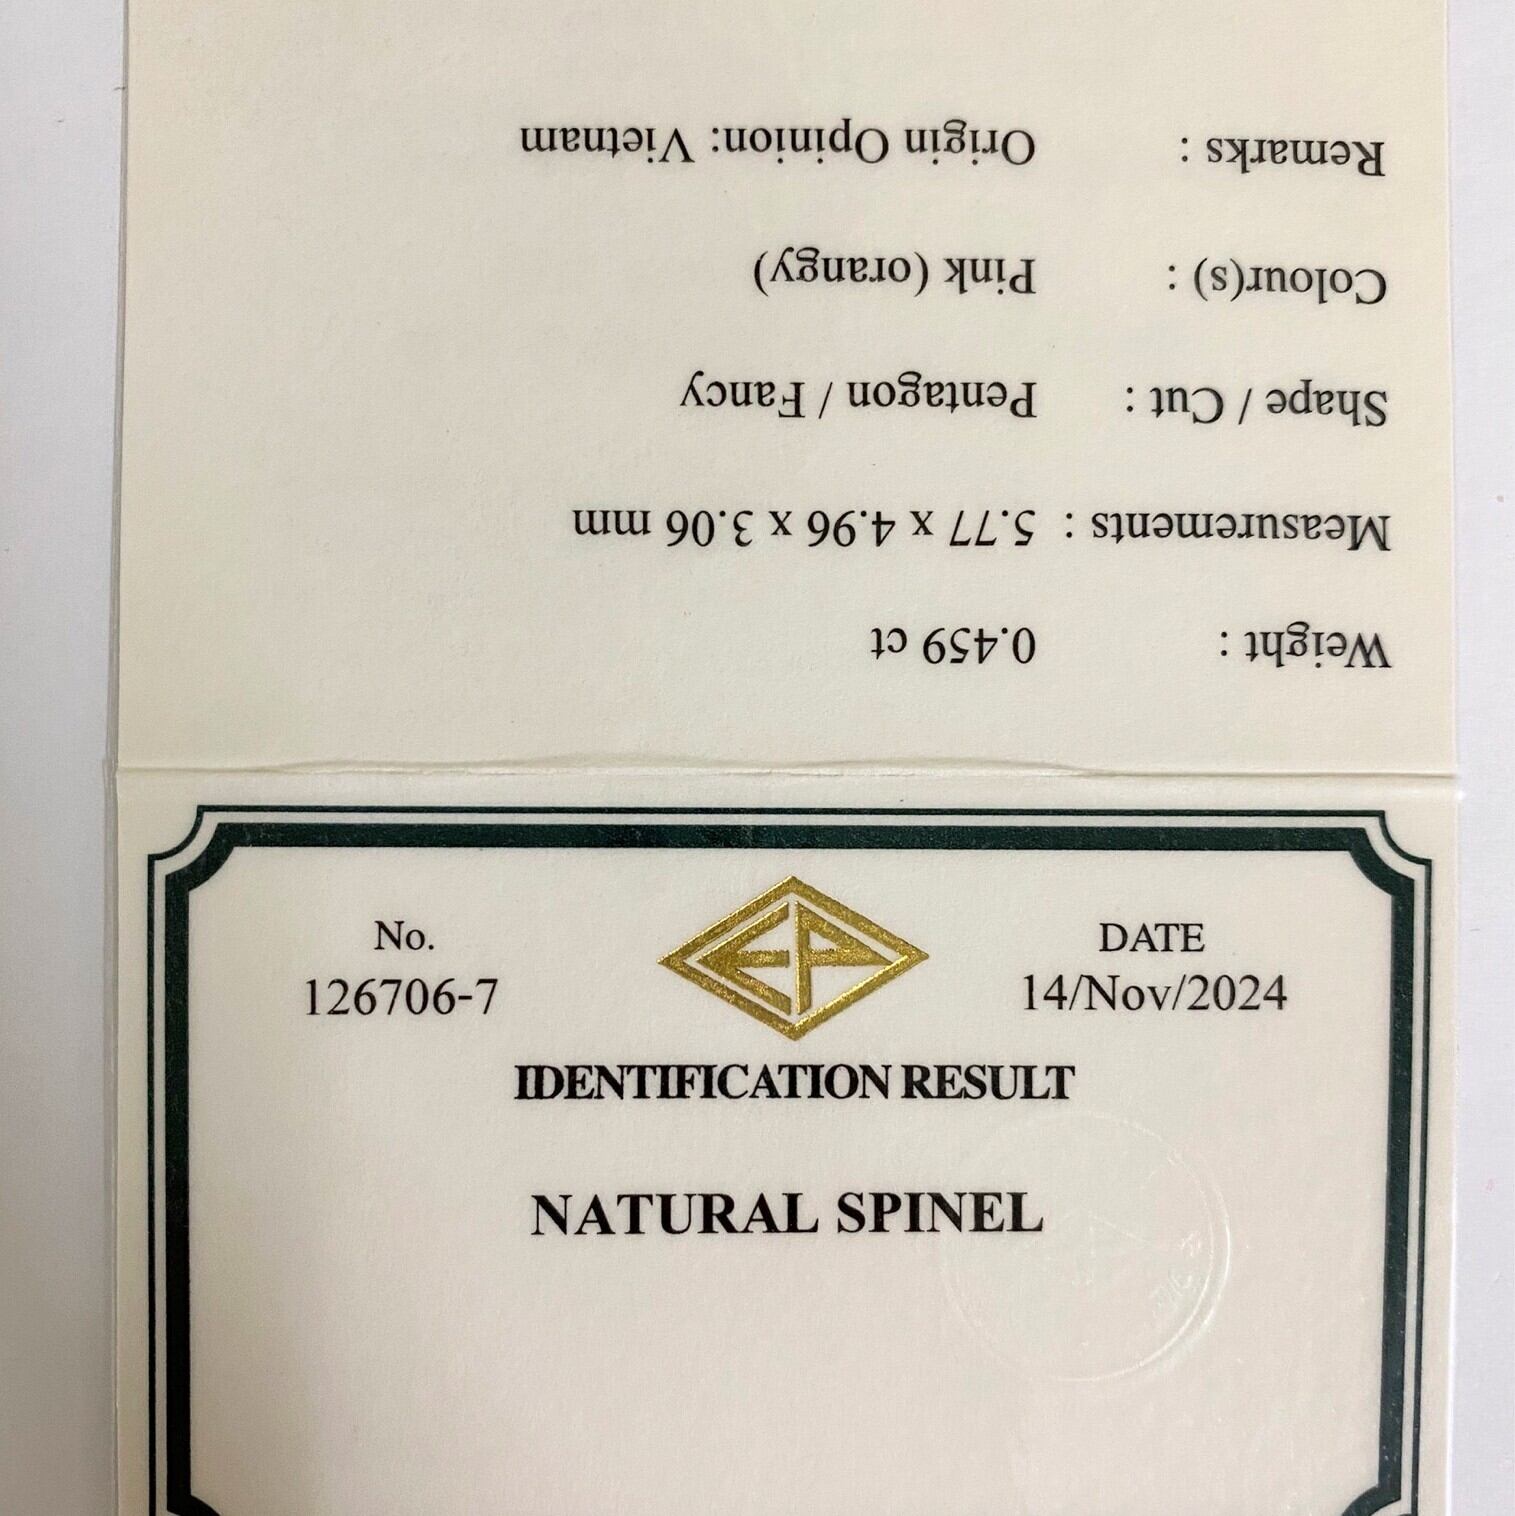 Weight : 0.459 ct
Measurements : 5.77 x 4.96 x 3.06 mm
Shape / Cut : Pentagon / Fancy
Colour(s) : Pink (orangy)
Remarks : Origin Opinion: Vietnam
EP
No. DATE
126706-7 14/Nov/2024
IDENTIFICATION RESULT
NATURAL SPINEL